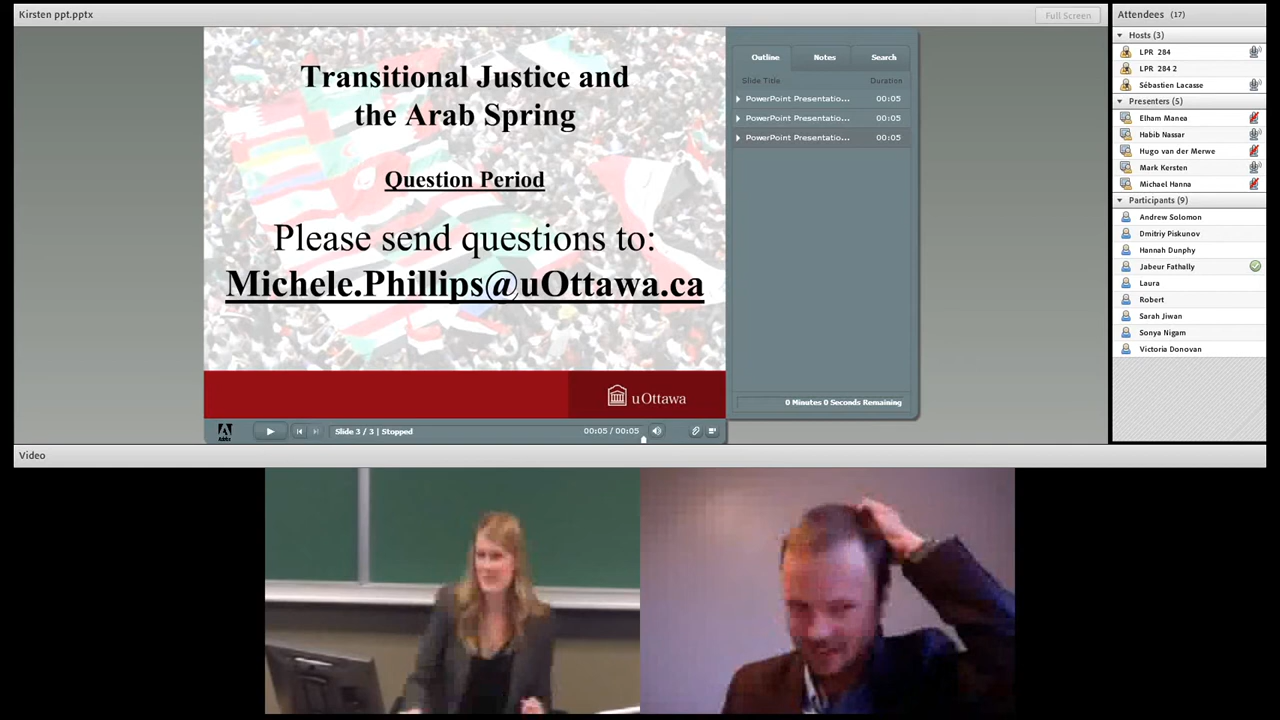 Kirsten ppt.pptx
Full Screen
Transitional Justice and
the Arab Spring
Question Period
Please send questions to:
Michele.Phillips@uOttawa.ca
uOttawa
Outline
Notes
Search
Slide Title
Duration
PowerPoint Presentatio...
00:05
PowerPoint Presentatio...
00:05
PowerPoint Presentatio...
00:05
0 Minutes 0 Seconds Remaining
Adobe
Slide 3 / 3 | Stopped
00:05 / 00:05
Attendees (17)
Hosts (3)
LPR 284
LPR 284 2
Sébastien Lacasse
Presenters (5)
Elham Manea
Habib Nassar
Hugo van der Merwe
Mark Kersten
Michael Hanna
Participants (9)
Andrew Solomon
Dmitriy Piskunov
Hannah Dunphy
Jabeur Fathally
Laura
Robert
Sarah Jiwan
Sonya Nigam
Victoria Donovan
Video